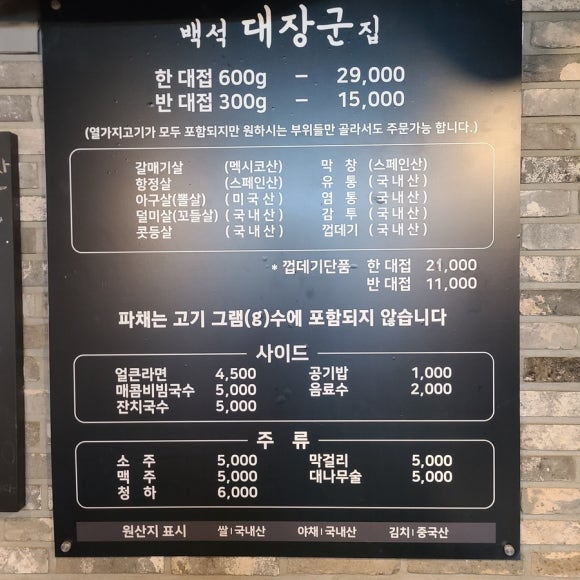 백석 대장군집
한 대접 600g - 29,000
반 대접 300g - 15,000
(열가지고기가 모두 포함되지만 원하시는 부위들만 골라서도 주문가능 합니다.)
갈매기살 (멕시코산) 막 창 (스페인산)
항정살 (스페인산) 유 통 (국내산)
아구살(뽈살) (미국산) 염 통 (국내산)
덜미살(꼬들살) (국내산) 감 투 (국내산)
콧등살 (국내산) 껍데기 (국내산)
* 껍데기단품 한 대접 21,000
반 대접 11,000
파채는 고기 그램(g)수에 포함되지 않습니다
사이드
얼큰라면 4,500 공기밥 1,000
매콤비빔국수 5,000 음료수 2,000
잔치국수 5,000
주 류
소 주 5,000 막걸리 5,000
맥 주 5,000 대나무술 5,000
청 하 6,000
원산지 표시 쌀ㅣ국내산 야채ㅣ국내산 김치ㅣ중국산